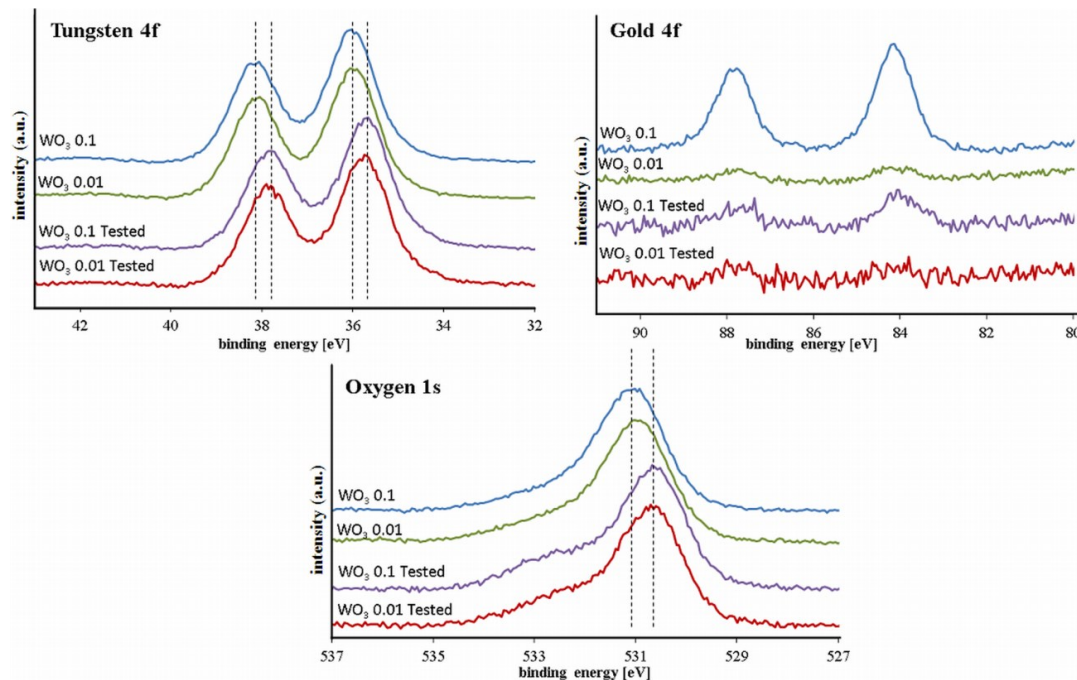 Tungsten 4f
intensity (a.u.)
WO₃ 0.1
WO₃ 0.01
WO₃ 0.1 Tested
WO₃ 0.01 Tested
42 40 38 36 34 32
binding energy [eV]
Gold 4f
intensity (a.u.)
WO₃ 0.1
WO₃ 0.01
WO₃ 0.1 Tested
WO₃ 0.01 Tested
90 88 86 84 82 80
binding energy [eV]
Oxygen 1s
intensity (a.u.)
WO₃ 0.1
WO₃ 0.01
WO₃ 0.1 Tested
WO₃ 0.01 Tested
537 535 533 531 529 527
binding energy [eV]